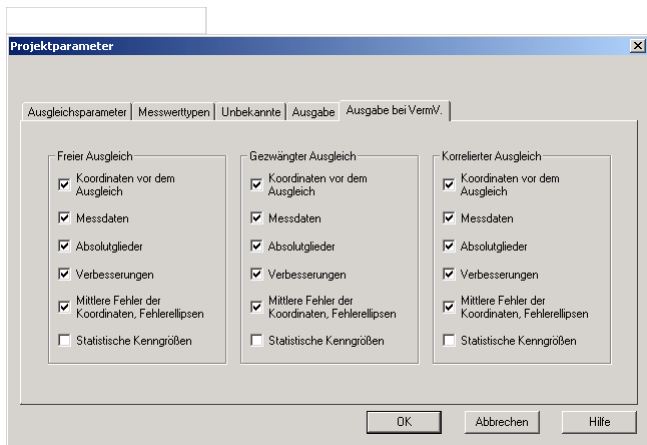 Projektparameter
Ausgleichsparameter Messwerttypen Unbekannte Ausgabe Ausgabe bei VermV.
Freier Ausgleich
Koordinaten vor dem
Ausgleich
Messdaten
Absolutglieder
Verbesserungen
Mittlere Fehler der
Koordinaten, Fehlerellipsen
Statistische Kenngrößen
Gezwängter Ausgleich
Koordinaten vor dem
Ausgleich
Messdaten
Absolutglieder
Verbesserungen
Mittlere Fehler der
Koordinaten, Fehlerellipsen
Statistische Kenngrößen
Korrelierter Ausgleich
Koordinaten vor dem
Ausgleich
Messdaten
Absolutglieder
Verbesserungen
Mittlere Fehler der
Koordinaten, Fehlerellipsen
Statistische Kenngrößen
OK Abbrechen Hilfe